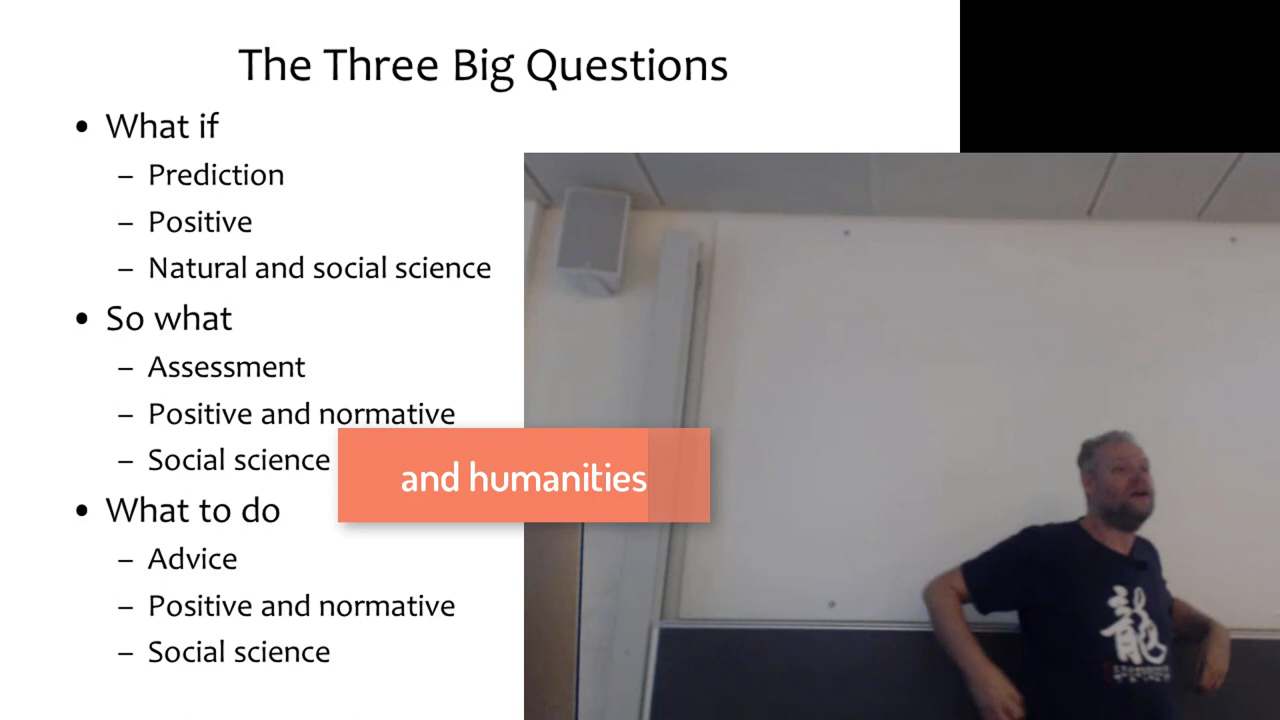 The Three Big Questions
• What if
– Prediction
– Positive
– Natural and social science
• So what
– Assessment
– Positive and normative
– Social science
and humanities
• What to do
– Advice
– Positive and normative
– Social science
龍